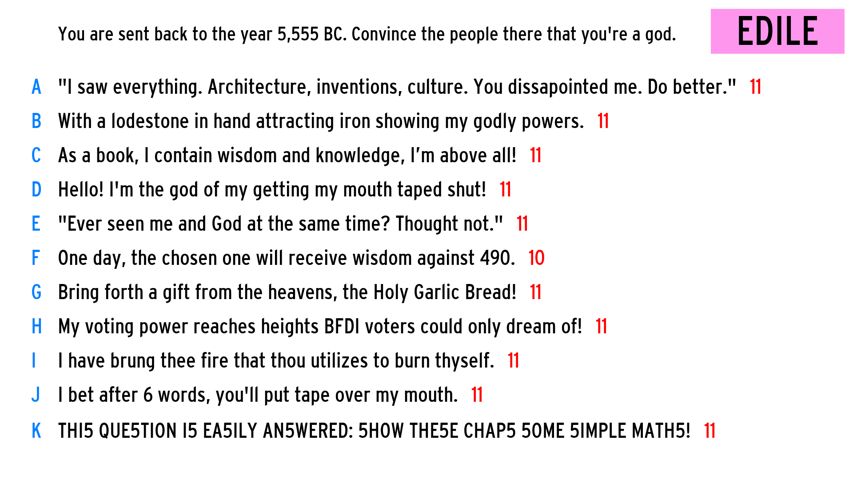 You are sent back to the year 5,555 BC. Convince the people there that you're a god.
EDILE
A "I saw everything. Architecture, inventions, culture. You dissapointed me. Do better." 11
B With a lodestone in hand attracting iron showing my godly powers. 11
C As a book, I contain wisdom and knowledge, I'm above all! 11
D Hello! I'm the god of my getting my mouth taped shut! 11
E "Ever seen me and God at the same time? Thought not." 11
F One day, the chosen one will receive wisdom against 490. 10
G Bring forth a gift from the heavens, the Holy Garlic Bread! 11
H My voting power reaches heights BFDI voters could only dream of! 11
I I have brung thee fire that thou utilizes to burn thyself. 11
J I bet after 6 words, you'll put tape over my mouth. 11
K THI5 QUE5TION I5 EA5ILY AN5WERED: 5HOW THE5E CHAP5 5OME 5IMPLE MATH5! 11